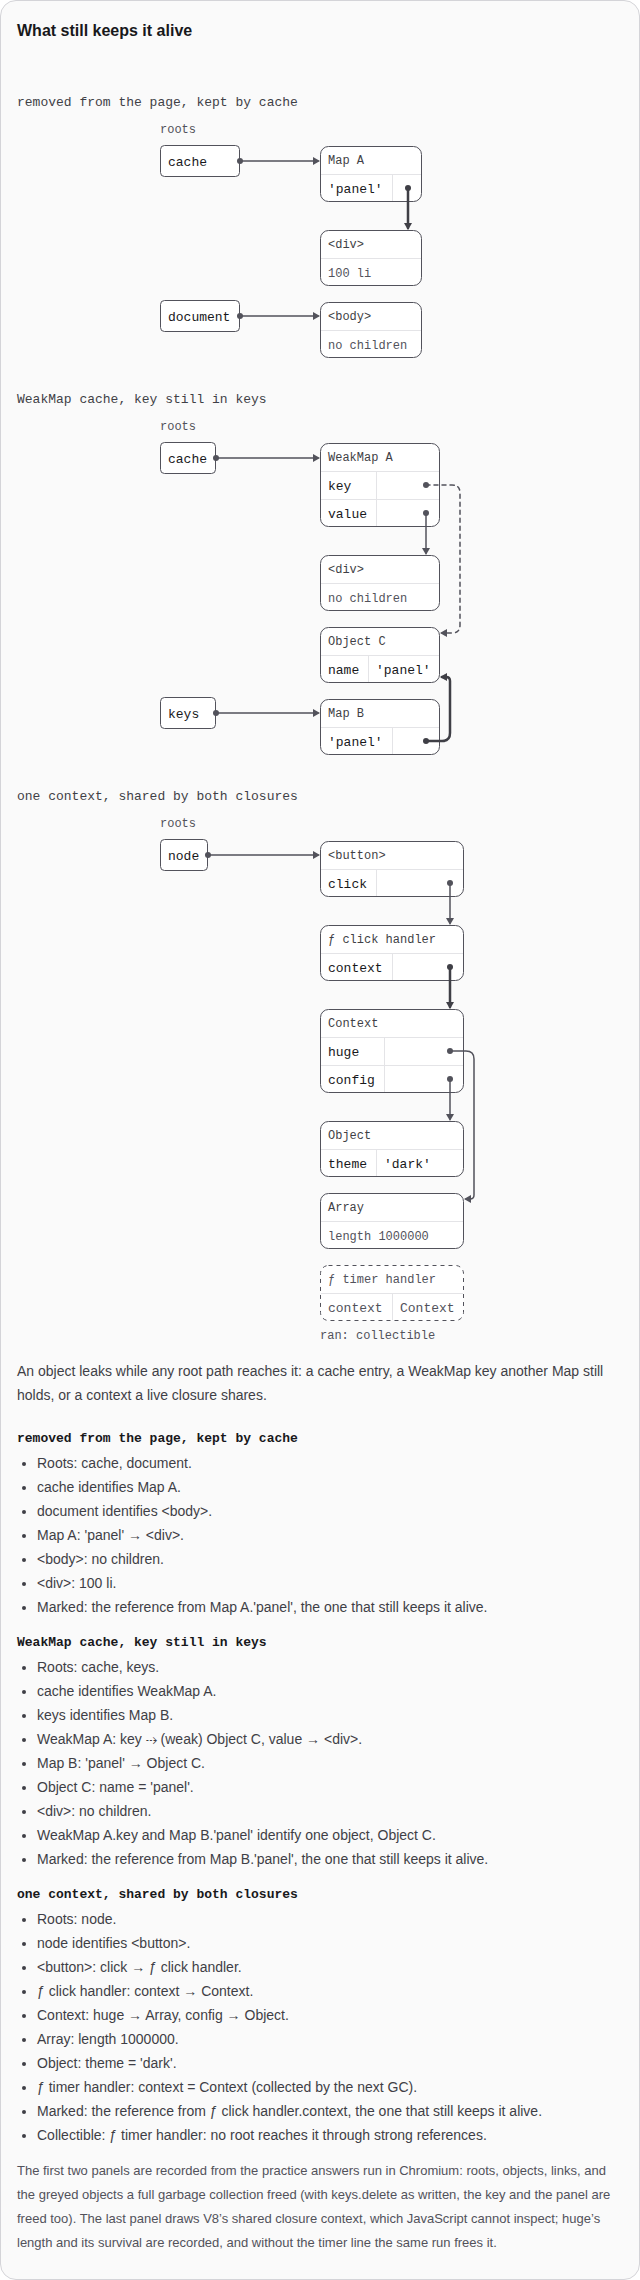 What still keeps it alive
removed from the page, kept by cache
roots
cache
Map A
'panel'
<div>
100 li
document
<body>
no children
WeakMap cache, key still in keys
roots
cache
WeakMap A
key
value
<div>
no children
Object C
name 'panel'
keys
Map B
'panel'
one context, shared by both closures
roots
node
<button>
click
ƒ click handler
context
Context
huge
config
Object
theme 'dark'
Array
length 1000000
ƒ timer handler
context Context
ran: collectible
An object leaks while any root path reaches it: a cache entry, a WeakMap key another Map still
holds, or a context a live closure shares.
removed from the page, kept by cache
• Roots: cache, document.
• cache identifies Map A.
• document identifies <body>.
• Map A: 'panel' → <div>.
• <body>: no children.
• <div>: 100 li.
• Marked: the reference from Map A.'panel', the one that still keeps it alive.
WeakMap cache, key still in keys
• Roots: cache, keys.
• cache identifies WeakMap A.
• keys identifies Map B.
• WeakMap A: key ⇢ (weak) Object C, value → <div>.
• Map B: 'panel' → Object C.
• Object C: name = 'panel'.
• <div>: no children.
• WeakMap A.key and Map B.'panel' identify one object, Object C.
• Marked: the reference from Map B.'panel', the one that still keeps it alive.
one context, shared by both closures
• Roots: node.
• node identifies <button>.
• <button>: click → ƒ click handler.
• ƒ click handler: context → Context.
• Context: huge → Array, config → Object.
• Array: length 1000000.
• Object: theme = 'dark'.
• ƒ timer handler: context = Context (collected by the next GC).
• Marked: the reference from ƒ click handler.context, the one that still keeps it alive.
• Collectible: ƒ timer handler: no root reaches it through strong references.
The first two panels are recorded from the practice answers run in Chromium: roots, objects, links, and
the greyed objects a full garbage collection freed (with keys.delete as written, the key and the panel are
freed too). The last panel draws V8’s shared closure context, which JavaScript cannot inspect; huge’s
length and its survival are recorded, and without the timer line the same run frees it.